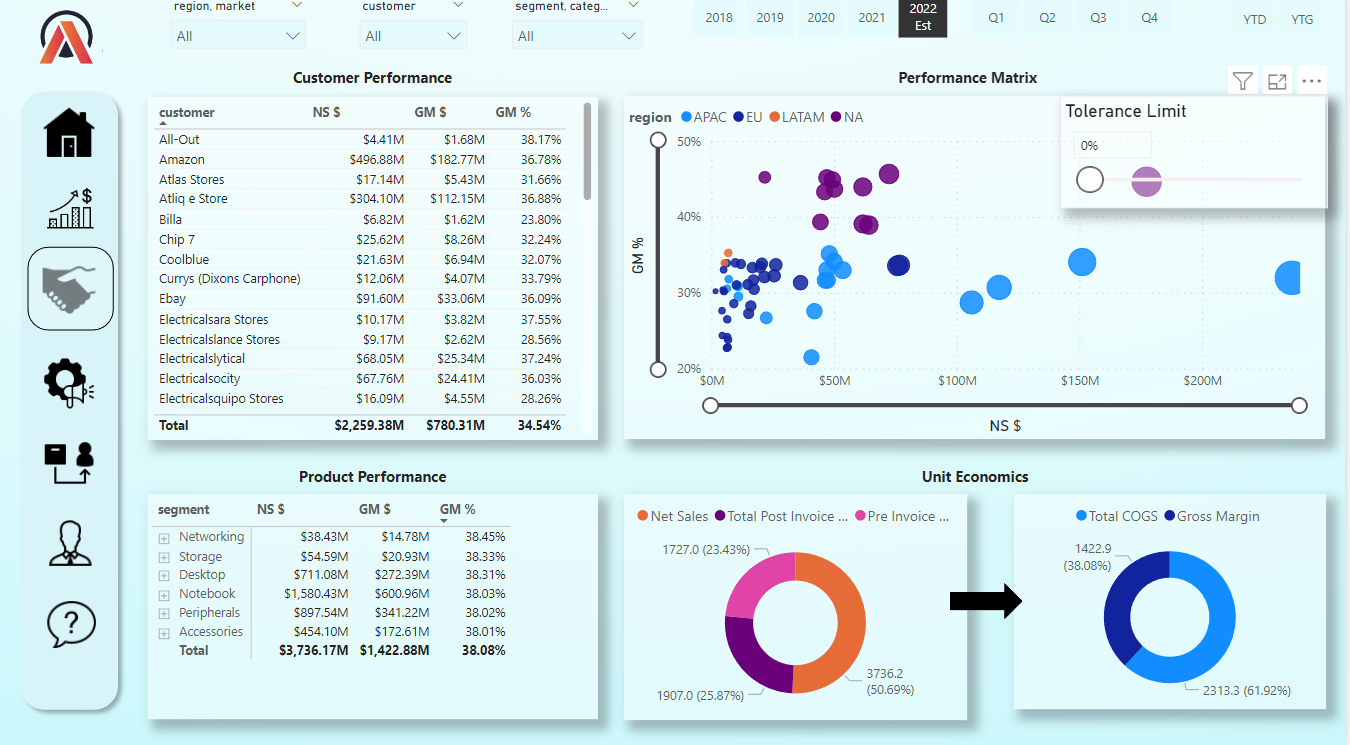 region, market customer segment, categ...
All All All
2018 2019 2020 2021 2022 Est Q1 Q2 Q3 Q4 YTD YTG
Customer Performance
customer NS $ GM $ GM %
All-Out $4.41M $1.68M 38.17%
Amazon $496.88M $182.77M 36.78%
Atlas Stores $17.14M $5.43M 31.66%
Atliq e Store $304.10M $112.15M 36.88%
Billa $6.82M $1.62M 23.80%
Chip 7 $25.62M $8.26M 32.24%
Coolblue $21.63M $6.94M 32.07%
Currys (Dixons Carphone) $12.06M $4.07M 33.79%
Ebay $91.60M $33.06M 36.09%
Electricalsara Stores $10.17M $3.82M 37.55%
Electricalslance Stores $9.17M $2.62M 28.56%
Electricalslytical $68.05M $25.34M 37.24%
Electricalsocity $67.76M $24.41M 36.03%
Electricalsquipo Stores $16.09M $4.55M 28.26%
Total $2,259.38M $780.31M 34.54%
Performance Matrix
region APAC EU LATAM NA
Tolerance Limit
0%
GM %
50%
40%
30%
20%
$0M $50M $100M $150M $200M
NS $
Product Performance
segment NS $ GM $ GM %
Networking $38.43M $14.78M 38.45%
Storage $54.59M $20.93M 38.33%
Desktop $711.08M $272.39M 38.31%
Notebook $1,580.43M $600.96M 38.03%
Peripherals $897.54M $341.22M 38.02%
Accessories $454.10M $172.61M 38.01%
Total $3,736.17M $1,422.88M 38.08%
Unit Economics
Net Sales Total Post Invoice ... Pre Invoice ...
1727.0 (23.43%)
3736.2
(50.69%)
1907.0 (25.87%)
Total COGS Gross Margin
1422.9
(38.08%)
2313.3 (61.92%)
?